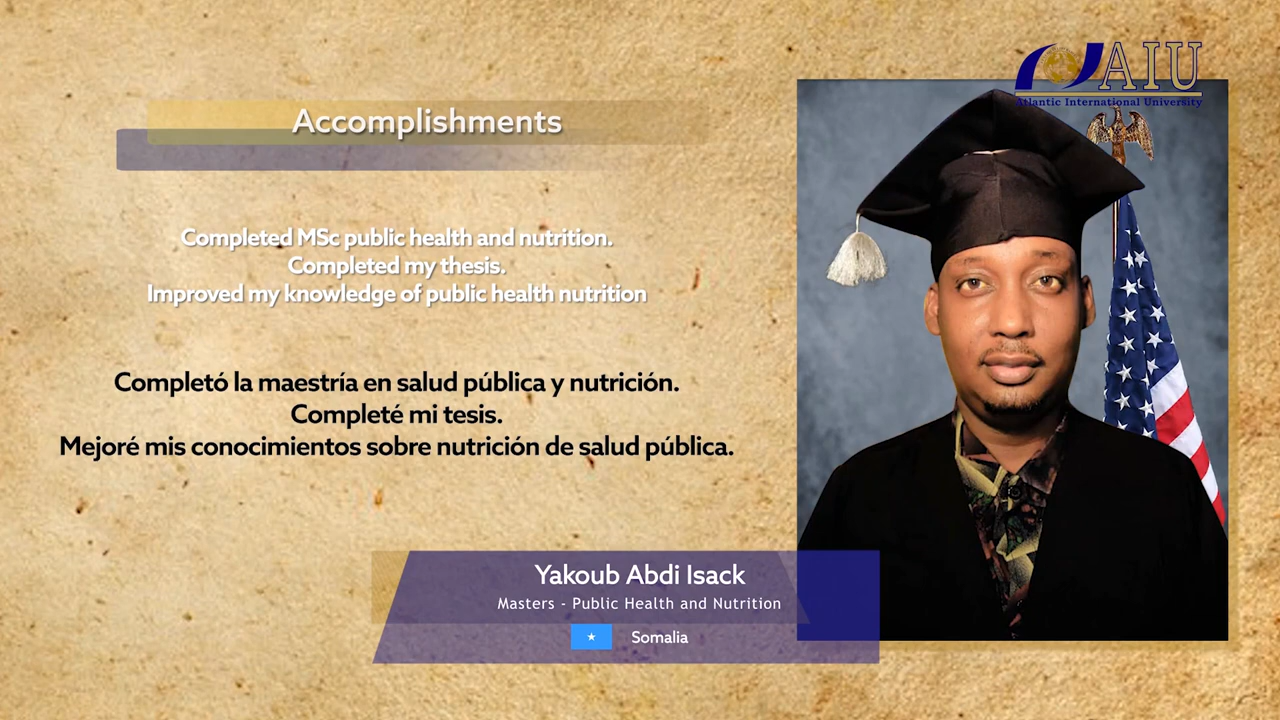 AIU
Atlantic International University
Accomplishments
Completed MSc public health and nutrition.
Completed my thesis.
Improved my knowledge of public health nutrition
Completó la maestría en salud pública y nutrición.
Completé mi tesis.
Mejoré mis conocimientos sobre nutrición de salud pública.
Yakoub Abdi Isack
Masters - Public Health and Nutrition
Somalia